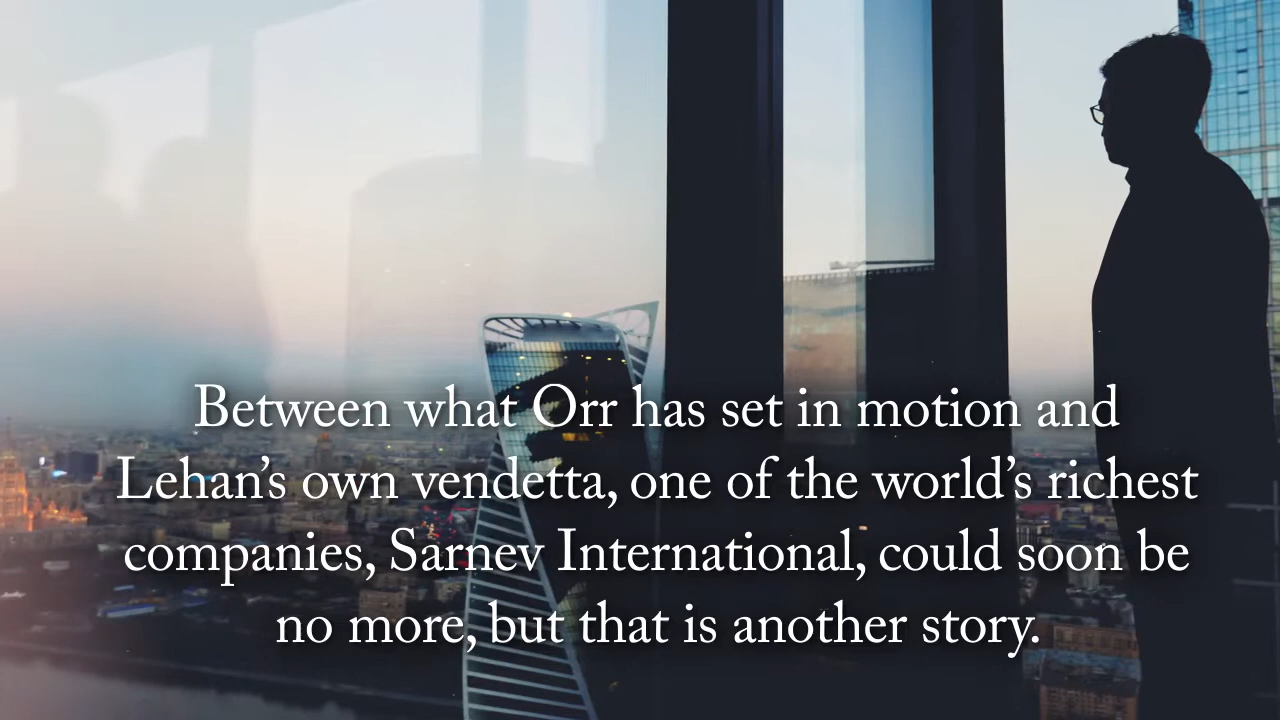 Between what Orr has set in motion and
Lehan’s own vendetta, one of the world’s richest
companies, Sarnev International, could soon be
no more, but that is another story.